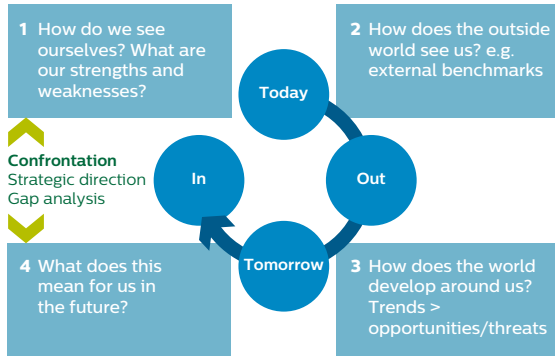 1 How do we see
ourselves? What are
our strengths and
weaknesses?
2 How does the outside
world see us? e.g.
external benchmarks
Today
Confrontation
Strategic direction
Gap analysis
In
Out
Tomorrow
4 What does this
mean for us in
the future?
3 How does the world
develop around us?
Trends >
opportunities/threats